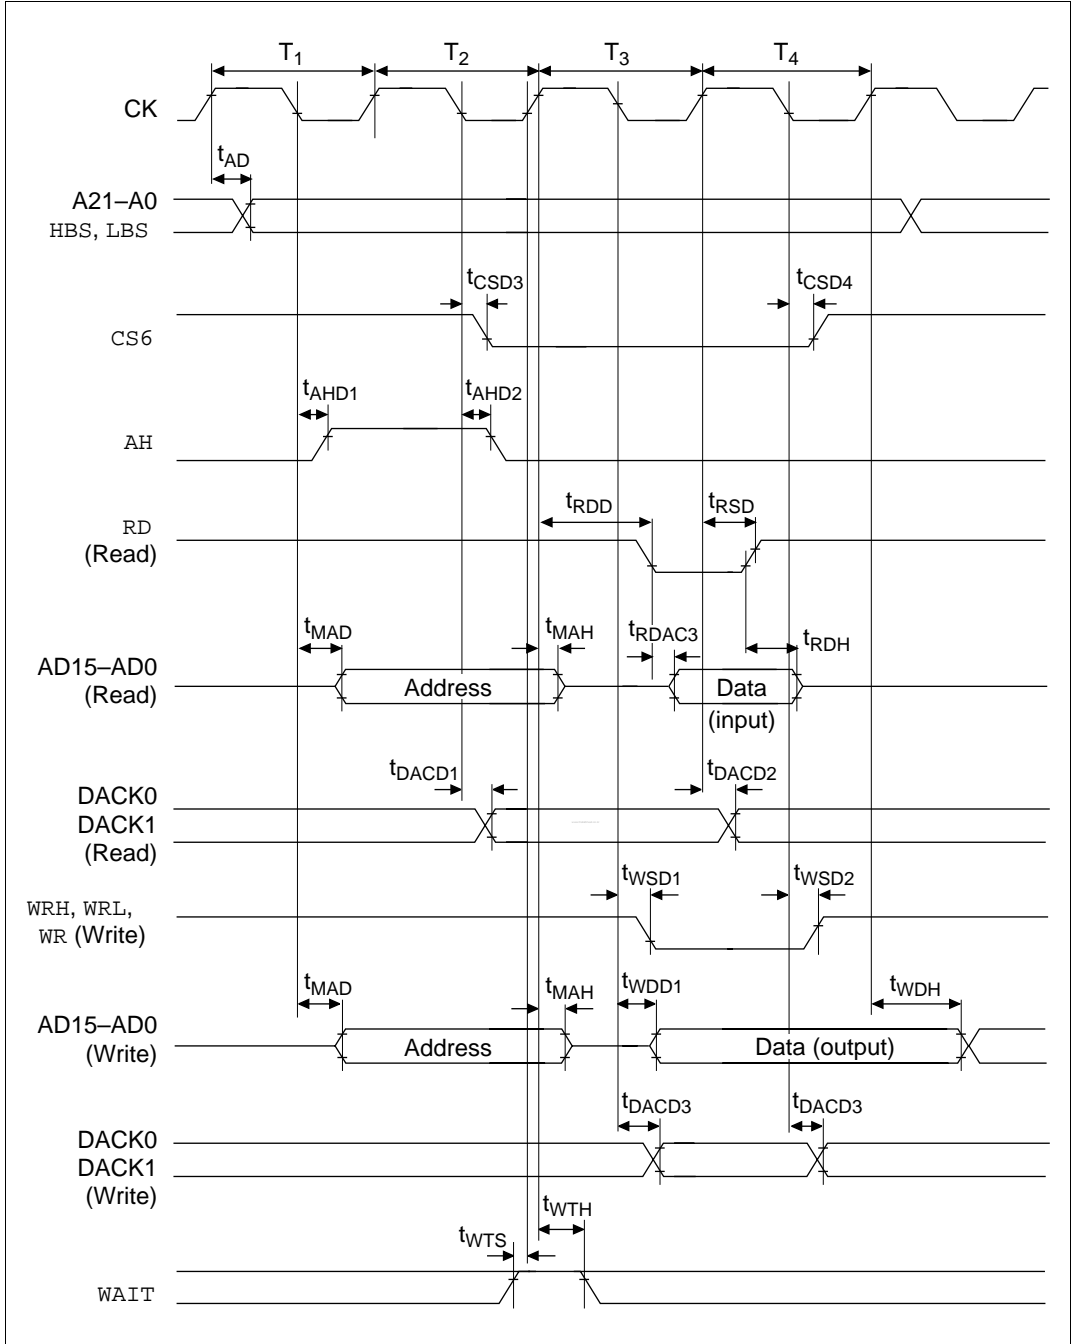 T1 T2 T3 T4
CK
tAD
A21–A0
HBS, LBS
tCSD3 tCSD4
CS6
tAHD1 tAHD2
AH
tRDD tRSD
RD
(Read)
tMAD tMAH tRDAC3 tRDH
AD15–AD0
(Read)
Address Data
(input)
tDACD1 tDACD2
DACK0
DACK1
(Read)
tWSD1 tWSD2
WRH, WRL,
WR (Write)
tMAD tMAH tWDD1 tWDH
AD15–AD0
(Write)
Address Data (output)
tDACD3 tDACD3
DACK0
DACK1
(Write)
tWTH
tWTS
WAIT